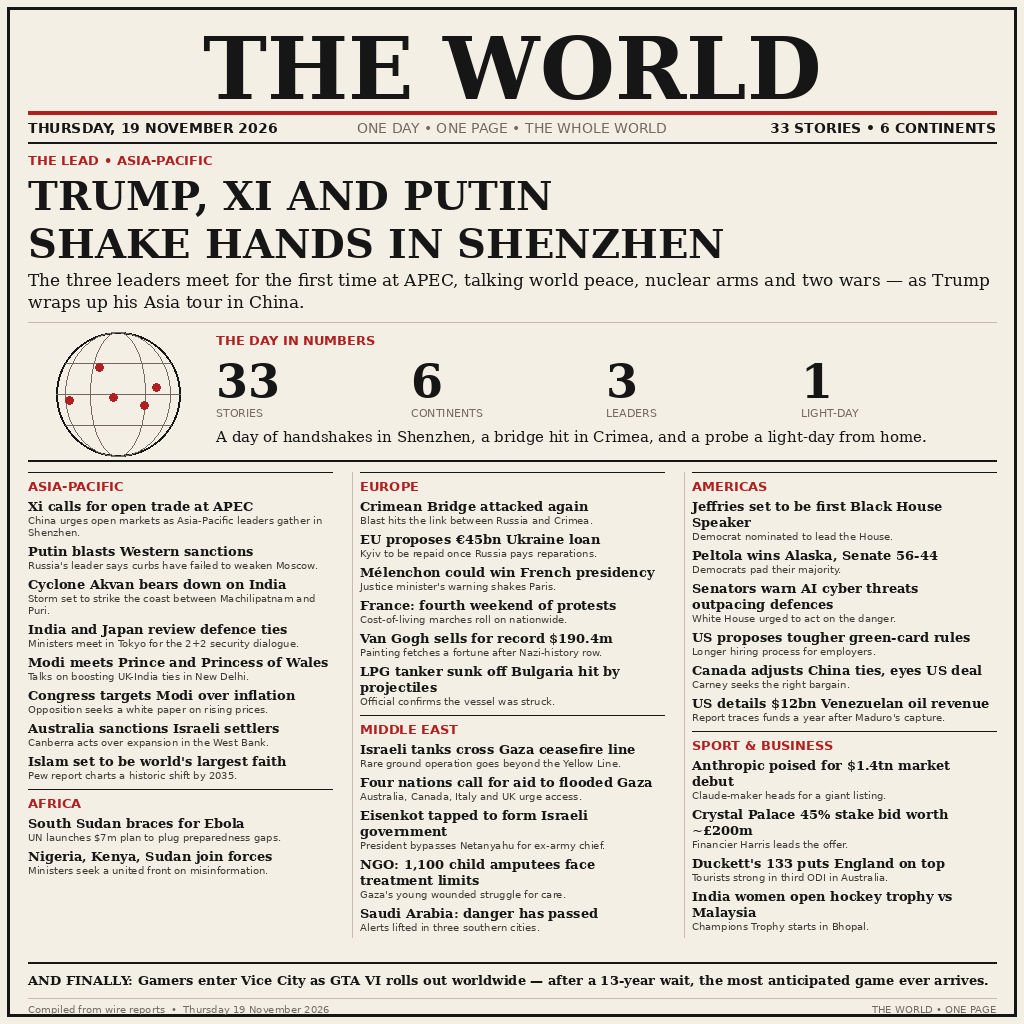 THE WORLD
THURSDAY, 19 NOVEMBER 2026
ONE DAY • ONE PAGE • THE WHOLE WORLD
33 STORIES • 6 CONTINENTS
THE LEAD • ASIA-PACIFIC
TRUMP, XI AND PUTIN
SHAKE HANDS IN SHENZHEN
The three leaders meet for the first time at APEC, talking world peace, nuclear arms and two wars — as Trump
wraps up his Asia tour in China.
THE DAY IN NUMBERS
33
STORIES
6
CONTINENTS
3
LEADERS
1
LIGHT-DAY
A day of handshakes in Shenzhen, a bridge hit in Crimea, and a probe a light-day from home.
ASIA-PACIFIC
Xi calls for open trade at APEC
China urges open markets as Asia-Pacific leaders gather in
Shenzhen.
Putin blasts Western sanctions
Russia's leader says curbs have failed to weaken Moscow.
Cyclone Akvan bears down on India
Storm set to strike the coast between Machilipatnam and
Puri.
India and Japan review defence ties
Ministers meet in Tokyo for the 2+2 security dialogue.
Modi meets Prince and Princess of Wales
Talks on boosting UK-India ties in New Delhi.
Congress targets Modi over inflation
Opposition seeks a white paper on rising prices.
Australia sanctions Israeli settlers
Canberra acts over expansion in the West Bank.
Islam set to be world's largest faith
Pew report charts a historic shift by 2035.
AFRICA
South Sudan braces for Ebola
UN launches $7m plan to plug preparedness gaps.
Nigeria, Kenya, Sudan join forces
Ministers seek a united front on misinformation.
EUROPE
Crimean Bridge attacked again
Blast hits the link between Russia and Crimea.
EU proposes €45bn Ukraine loan
Kyiv to be repaid once Russia pays reparations.
Mélenchon could win French presidency
Justice minister's warning shakes Paris.
France: fourth weekend of protests
Cost-of-living marches roll on nationwide.
Van Gogh sells for record $190.4m
Painting fetches a fortune after Nazi-history row.
LPG tanker sunk off Bulgaria hit by
projectiles
Official confirms the vessel was struck.
MIDDLE EAST
Israeli tanks cross Gaza ceasefire line
Rare ground operation goes beyond the Yellow Line.
Four nations call for aid to flooded Gaza
Australia, Canada, Italy and UK urge access.
Eisenkot tapped to form Israeli
government
President bypasses Netanyahu for ex-army chief.
NGO: 1,100 child amputees face
treatment limits
Gaza's young wounded struggle for care.
Saudi Arabia: danger has passed
Alerts lifted in three southern cities.
AMERICAS
Jeffries set to be first Black House
Speaker
Democrat nominated to lead the House.
Peltola wins Alaska, Senate 56-44
Democrats pad their majority.
Senators warn AI cyber threats
outpacing defences
White House urged to act on the danger.
US proposes tougher green-card rules
Longer hiring process for employers.
Canada adjusts China ties, eyes US deal
Carney seeks the right bargain.
US details $12bn Venezuelan oil revenue
Report traces funds a year after Maduro's capture.
SPORT & BUSINESS
Anthropic poised for $1.4tn market
debut
Claude-maker heads for a giant listing.
Crystal Palace 45% stake bid worth
~£200m
Financier Harris leads the offer.
Duckett's 133 puts England on top
Tourists strong in third ODI in Australia.
India women open hockey trophy vs
Malaysia
Champions Trophy starts in Bhopal.
AND FINALLY: Gamers enter Vice City as GTA VI rolls out worldwide — after a 13-year wait, the most anticipated game ever arrives.
Compiled from wire reports • Thursday 19 November 2026
THE WORLD • ONE PAGE